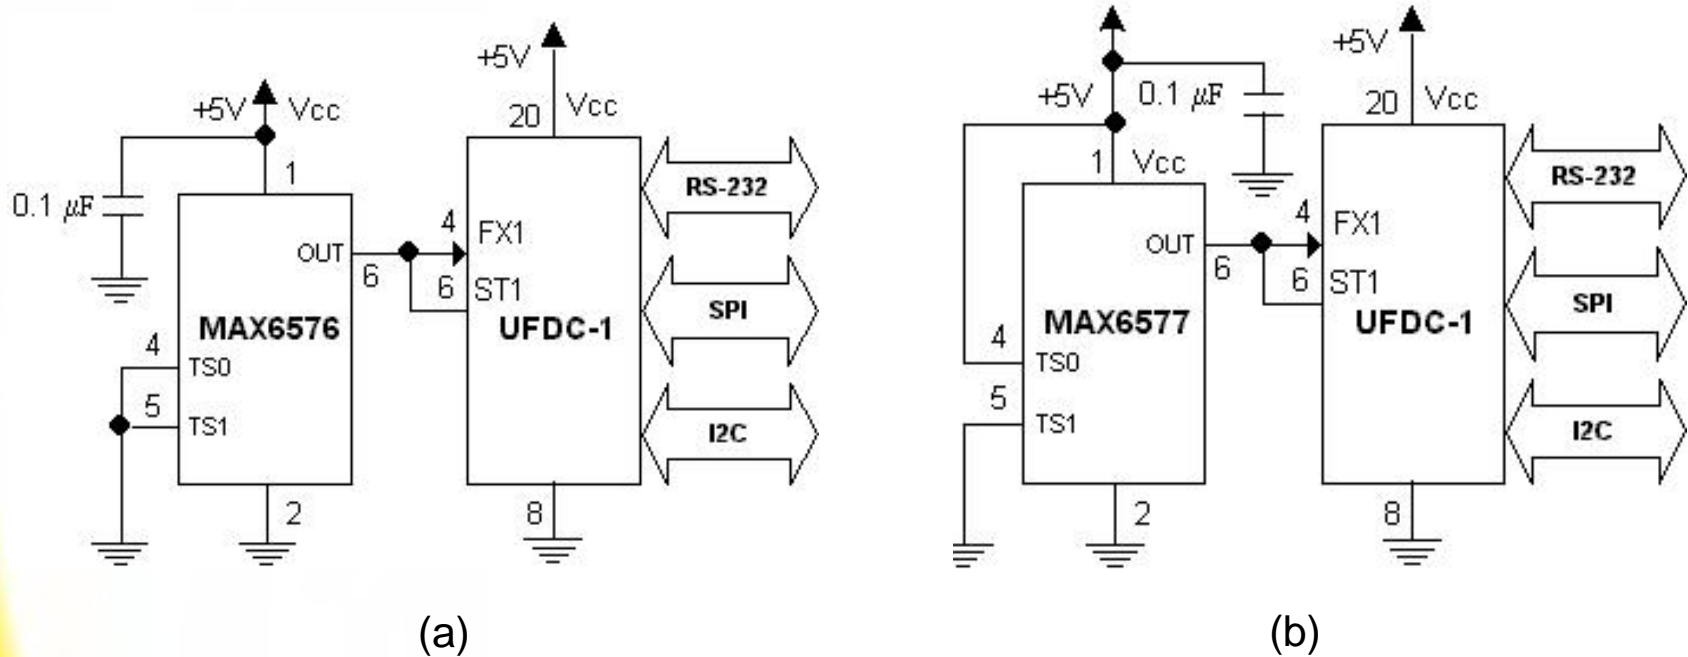 +5V
Vcc
0.1 μF
1
OUT
6
MAX6576
4
TS0
5
TS1
2
+5V
20
Vcc
4
FX1
6
ST1
UFDC-1
8
RS-232
SPI
I2C
(a)
+5V
0.1 μF
1
Vcc
OUT
6
MAX6577
4
TS0
5
TS1
2
+5V
20
Vcc
4
FX1
6
ST1
UFDC-1
8
RS-232
SPI
I2C
(b)